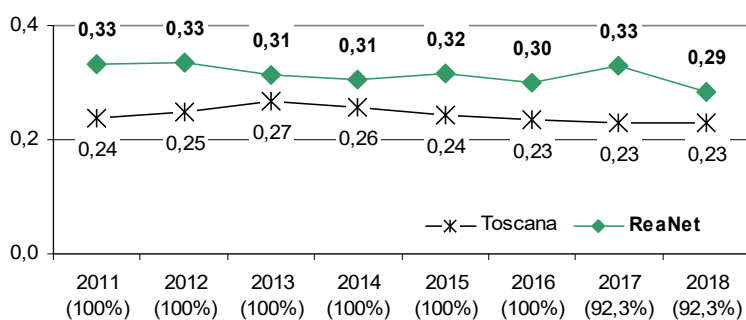 0,4
0,33 0,33 0,31 0,31 0,32 0,30 0,33 0,29
0,2
0,24 0,25 0,27 0,26 0,24 0,23 0,23 0,23
Toscana ReaNet
0,0
2011 2012 2013 2014 2015 2016 2017 2018
(100%) (100%) (100%) (100%) (100%) (100%) (92,3%) (92,3%)